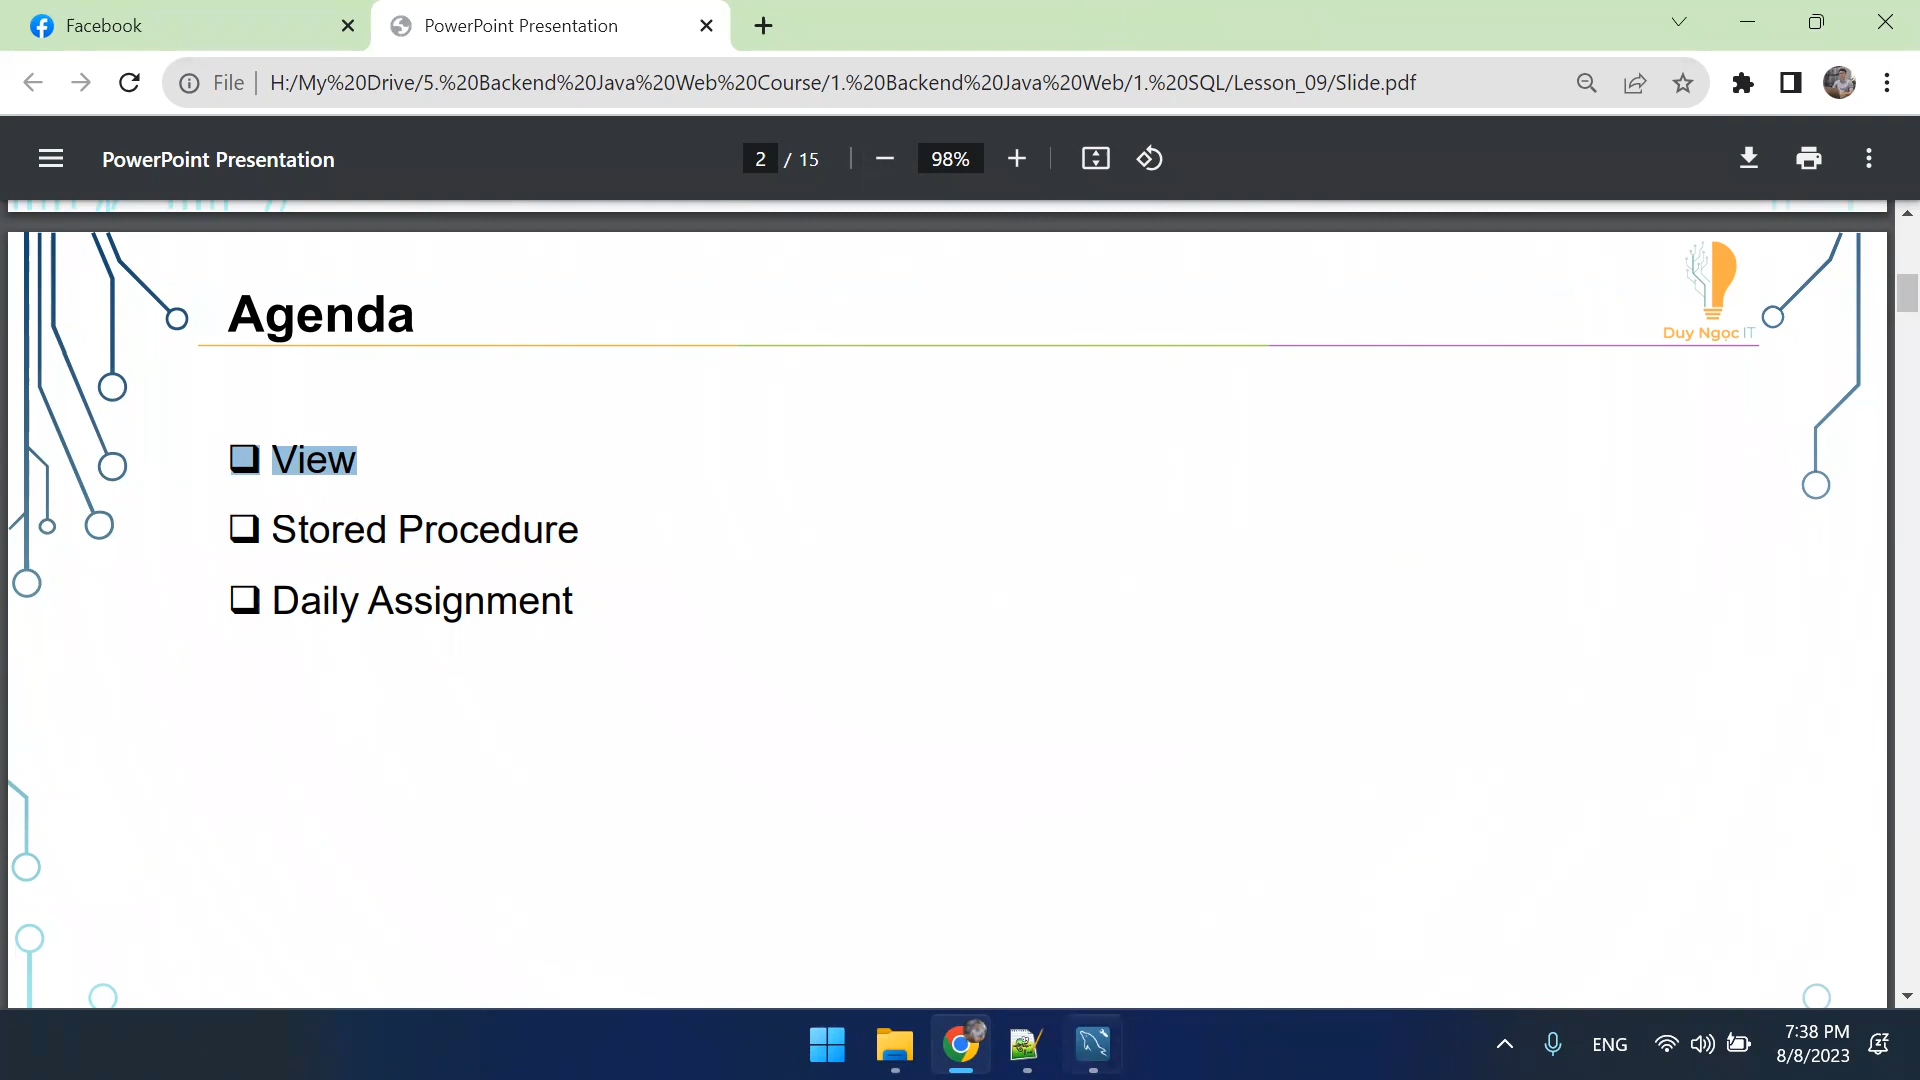 Facebook
PowerPoint Presentation
File
H:/My%20Drive/5.%20Backend%20Java%20Web%20Course/1.%20Backend%20Java%20Web/1.%20SQL/Lesson_09/Slide.pdf
PowerPoint Presentation
2 / 15
98%
Agenda
Duy Ngọc IT
View
Stored Procedure
Daily Assignment
ENG
7:38 PM
8/8/2023